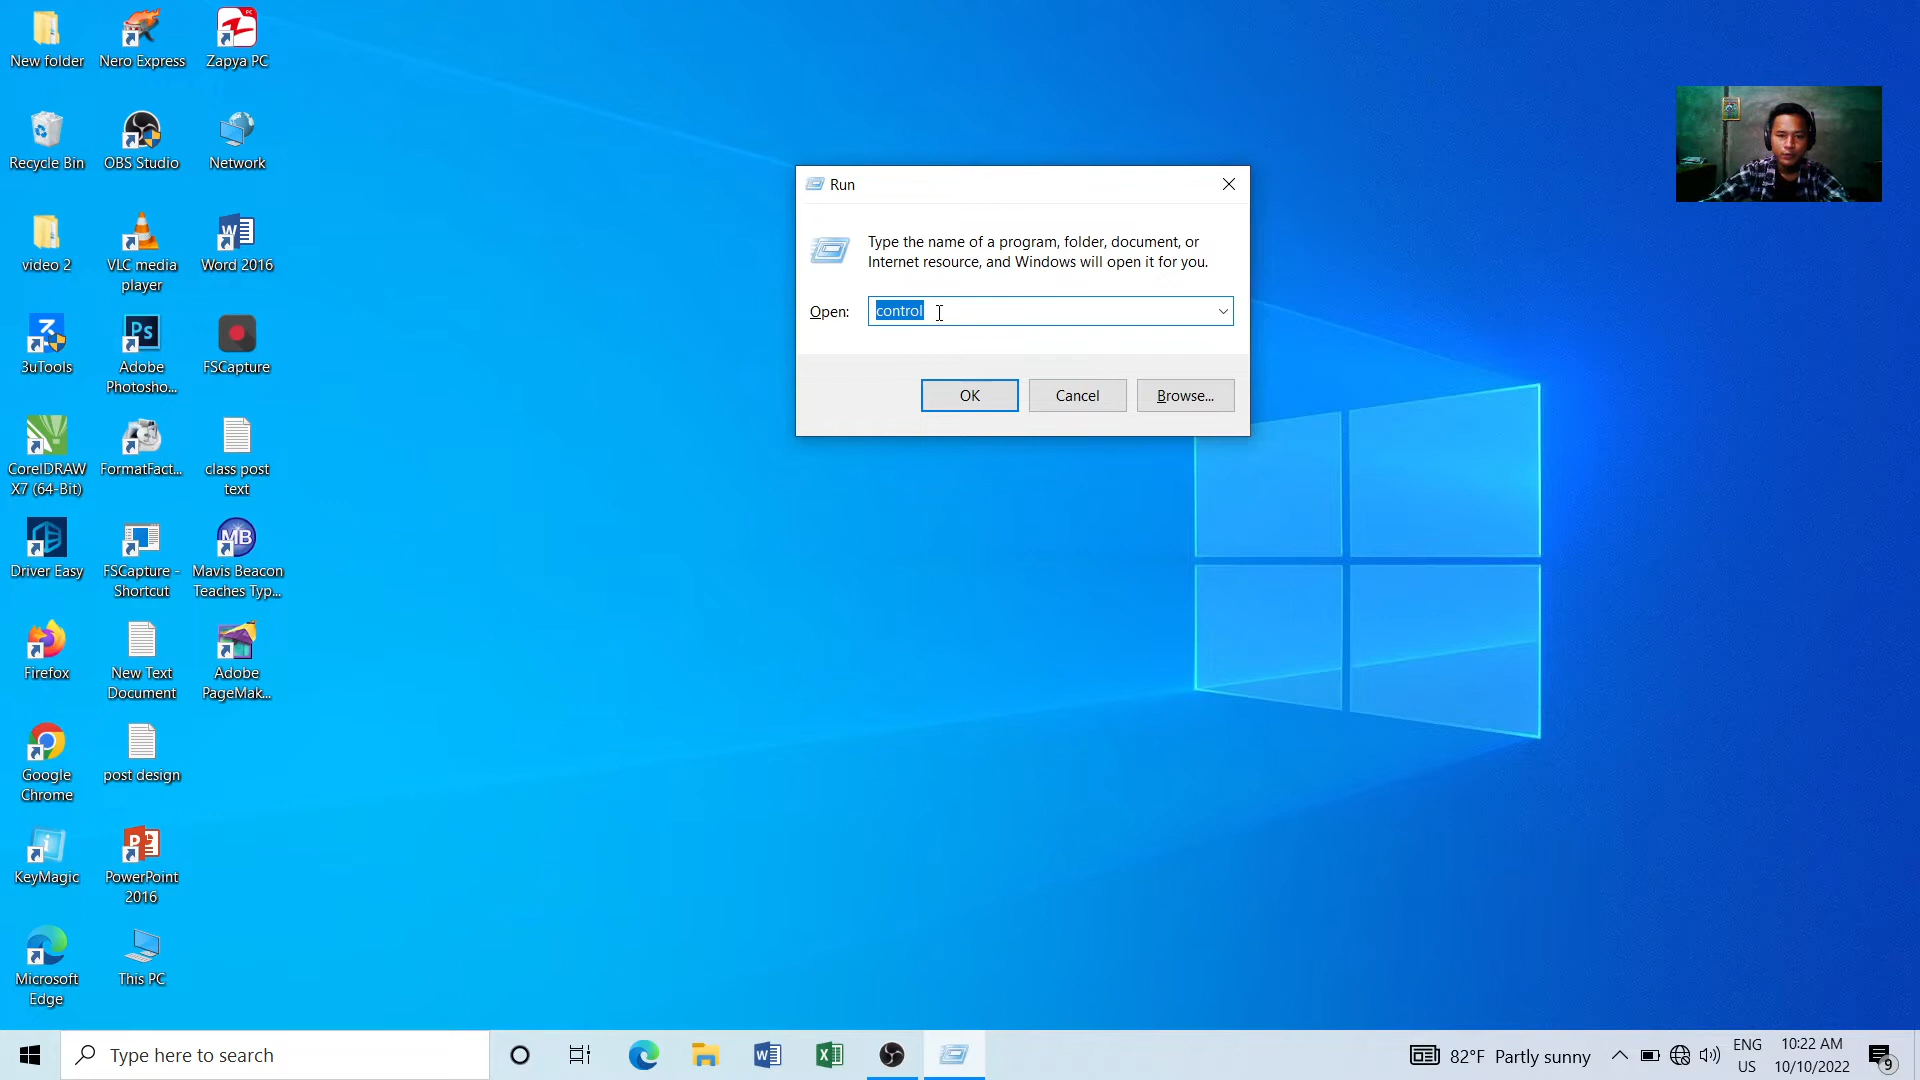 New folder
Nero Express
Zapya PC
Recycle Bin
OBS Studio
Network
video 2
VLC media
player
Word 2016
3uTools
Adobe
Photosho...
FSCapture
CorelDRAW
X7 (64-Bit)
FormatFact...
class post
text
Driver Easy
FSCapture -
Shortcut
Mavis Beacon
Teaches Typ...
Firefox
New Text
Document
Adobe
PageMak...
Google
Chrome
post design
KeyMagic
PowerPoint
2016
Microsoft
Edge
This PC
Run
Type the name of a program, folder, document, or
Internet resource, and Windows will open it for you.
Open: control
OK Cancel Browse...
Type here to search
82°F Partly sunny
ENG
US
10:22 AM
10/10/2022
9